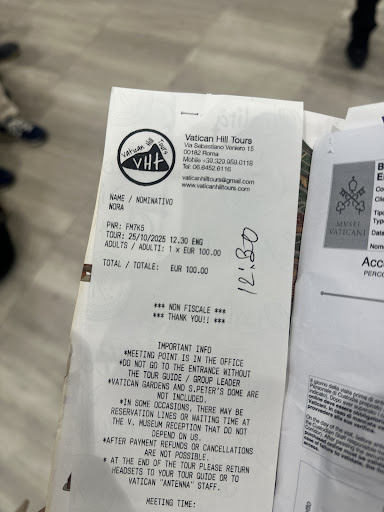 Vatican Hill Tours
VHT
Vatican Hill Tours
Via Sebastiano Veniero 15
00192 Roma
Tel. 06.6452.6116
vaticanhilltours@gmail.com
www.vaticanhilltours.com
NAME / NOMINATIVO
NORA
PNR: FM7K5
TOUR: 25/10/2025 12.30 ENG
ADULTS / ADULTI: 1 x EUR 100.00
TOTAL / TOTALE: EUR 100.00
12:30
*** NON FISCALE ***
*** THANK YOU!! ***
IMPORTANT INFO
*MEETING POINT IS IN THE OFFICE
*DO NOT GO TO THE ENTRANCE WITHOUT
THE TOUR GUIDE / GROUP LEADER
*VATICAN GARDENS AND S.PETER'S DOME ARE
NOT INCLUDED.
*IN SOME OCCASIONS, THERE MAY BE
RESERVATION LINES OR WAITING TIME AT
THE V. MUSEUM RECEPTION THAT DO NOT
DEPEND ON US.
*AFTER PAYMENT REFUNDS OR CANCELLATIONS
ARE NOT POSSIBLE.
* AT THE END OF THE TOUR PLEASE RETURN
HEADSETS TO YOUR TOUR GUIDE OR TO
VATICAN "ANTENNA" STAFF.
MEETING TIME:
MVSEI
VATICANI
Acc
PERCO